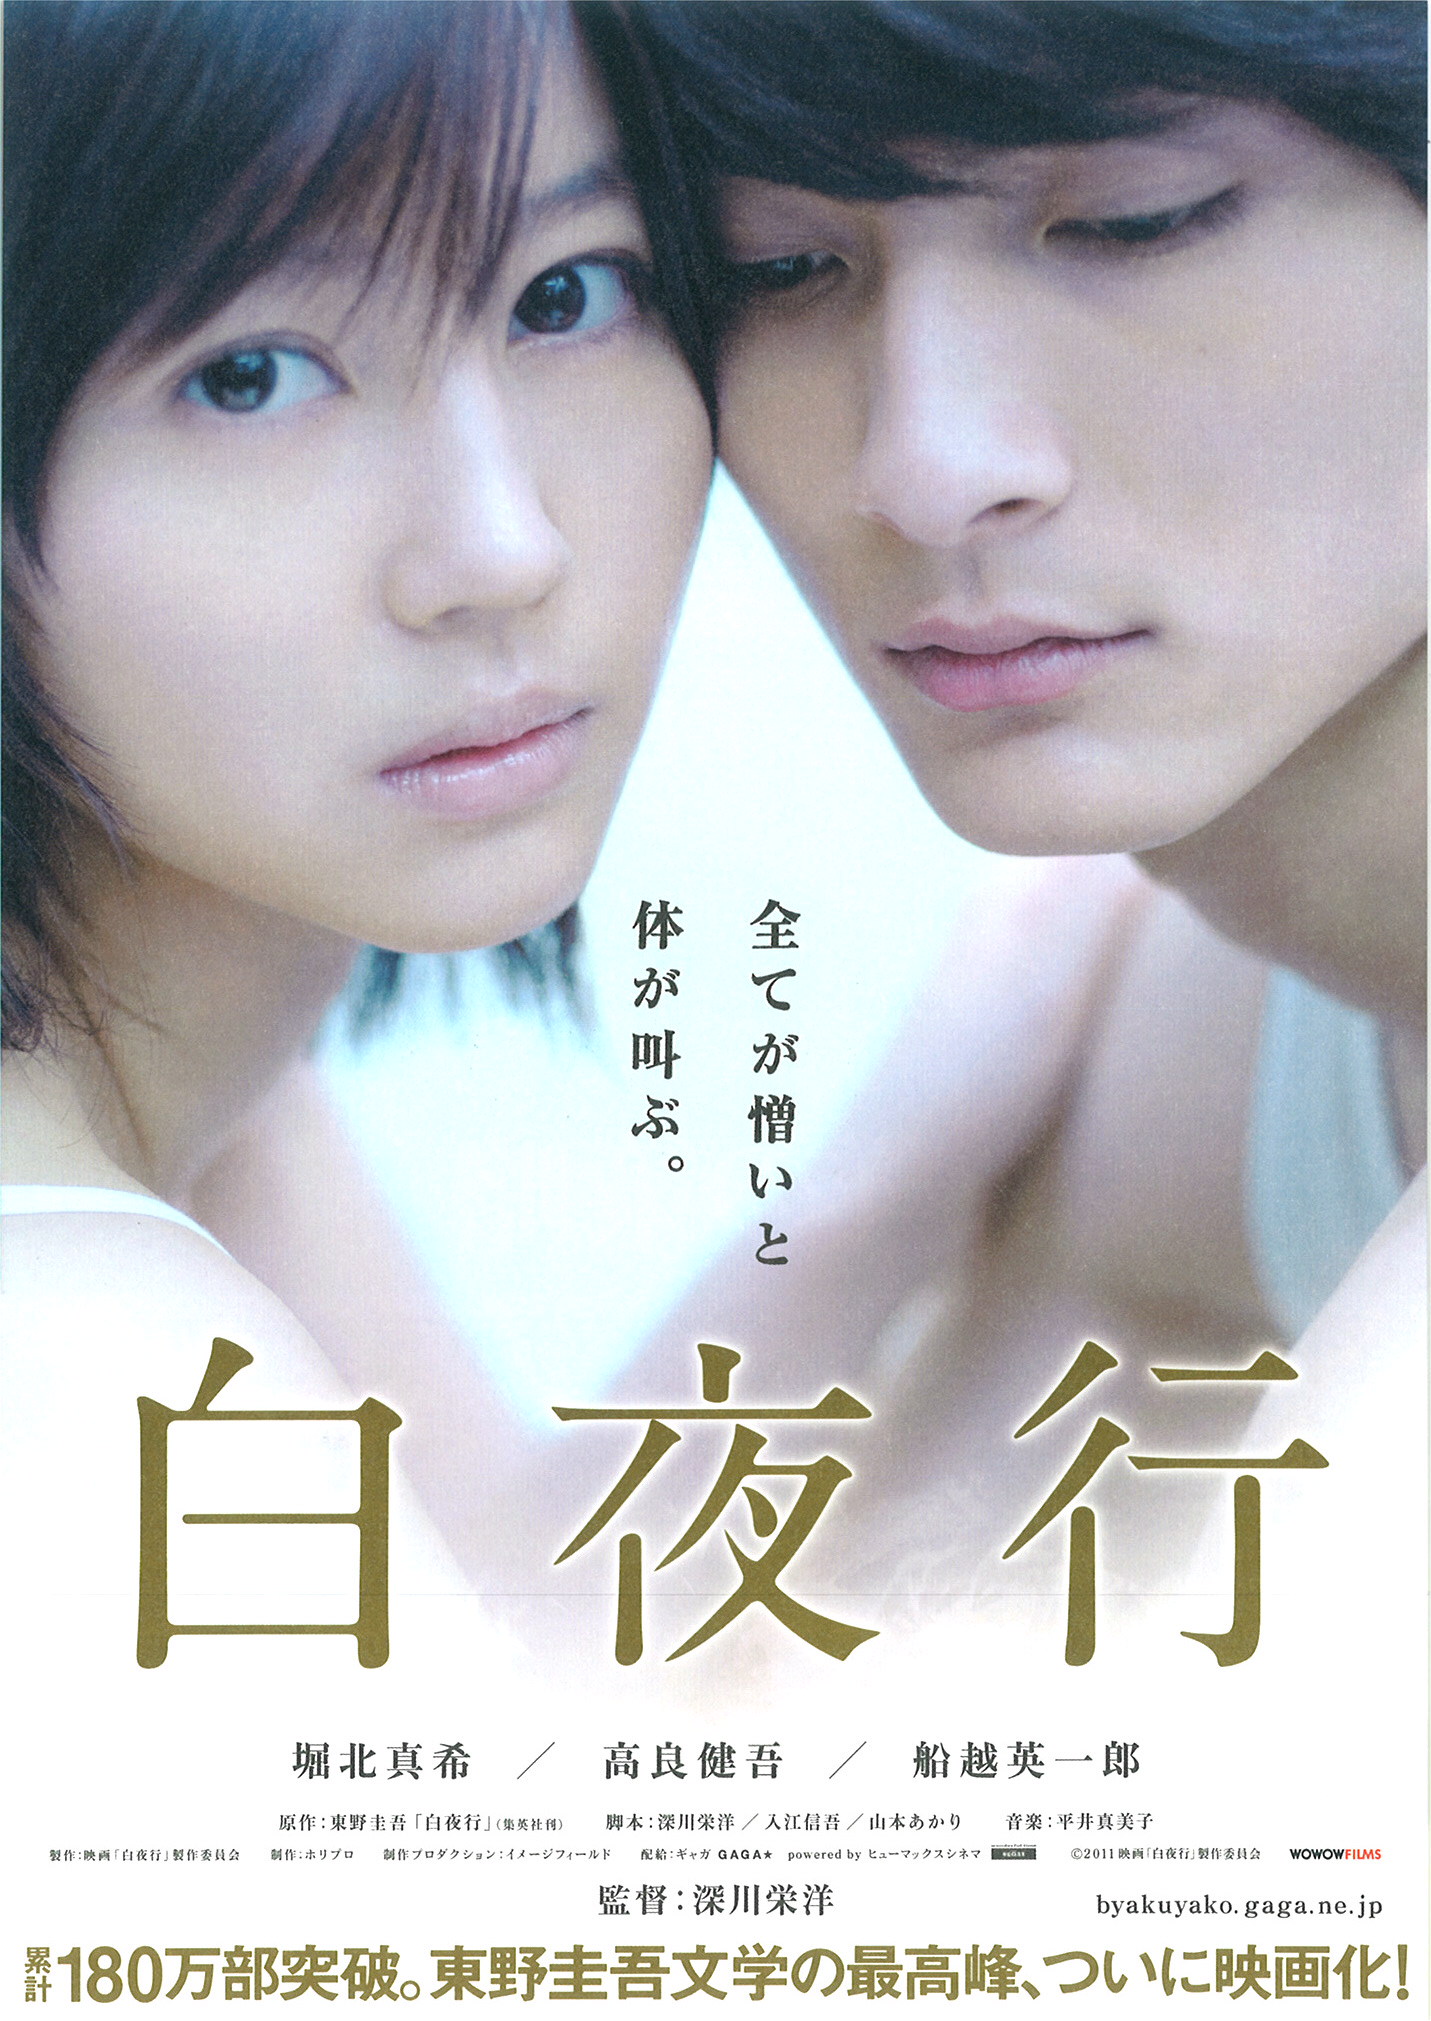 全てが憎いと
体が叫ぶ。
白夜行
堀北真希 ／ 高良健吾 ／ 船越英一郎
原作：東野圭吾「白夜行」（集英社刊） 脚本：深川栄洋／入江信吾／山本あかり 音楽：平井真美子
製作：映画「白夜行」製作委員会 制作：ホリプロ 制作プロダクション：イメージフィールド 配給：ギャガ GAGA★ powered by ヒューマックスシネマ ©2011 映画「白夜行」製作委員会 WOWOWFILMS
監督：深川栄洋 byakuyako.gaga.ne.jp
累計180万部突破。東野圭吾文学の最高峰、ついに映画化！